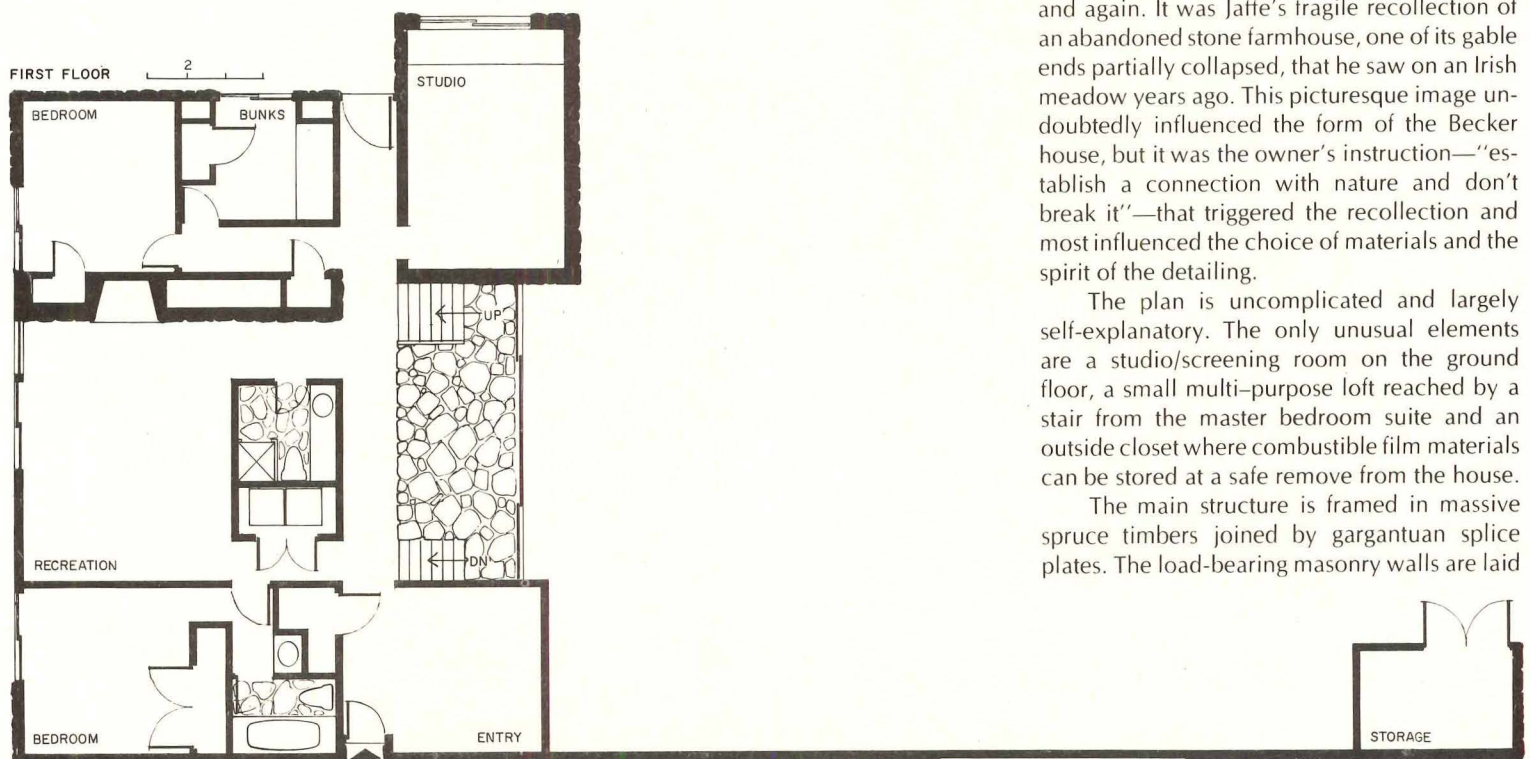 FIRST FLOOR
2
BEDROOM
BUNKS
STUDIO
UP
DN
RECREATION
BEDROOM
ENTRY
STORAGE
and again. It was Jaffe's fragile recollection of
an abandoned stone farmhouse, one of its gable
ends partially collapsed, that he saw on an Irish
meadow years ago. This picturesque image un-
doubtedly influenced the form of the Becker
house, but it was the owner's instruction—"es-
tablish a connection with nature and don't
break it"—that triggered the recollection and
most influenced the choice of materials and the
spirit of the detailing.
The plan is uncomplicated and largely
self-explanatory. The only unusual elements
are a studio/screening room on the ground
floor, a small multi-purpose loft reached by a
stair from the master bedroom suite and an
outside closet where combustible film materials
can be stored at a safe remove from the house.
The main structure is framed in massive
spruce timbers joined by gargantuan splice
plates. The load-bearing masonry walls are laid